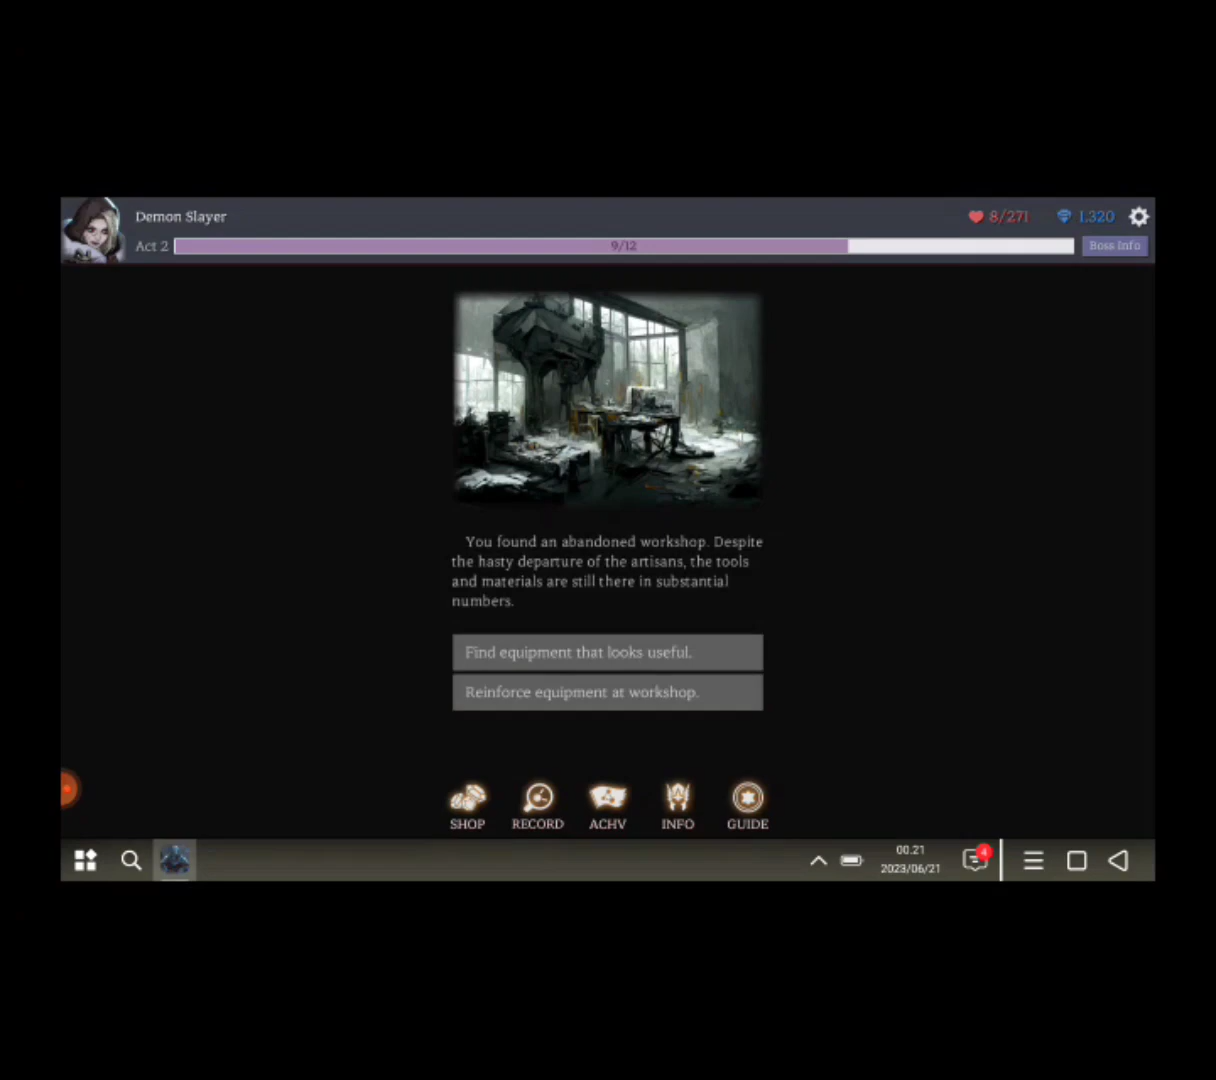 Demon Slayer
8/271
1.320
Act 2
9/12
Boss Info
You found an abandoned workshop. Despite
the hasty departure of the artisans, the tools
and materials are still there in substantial
numbers.
Find equipment that looks useful.
Reinforce equipment at workshop.
SHOP
RECORD
ACHV
INFO
GUIDE
00.21
2023/06/21
4